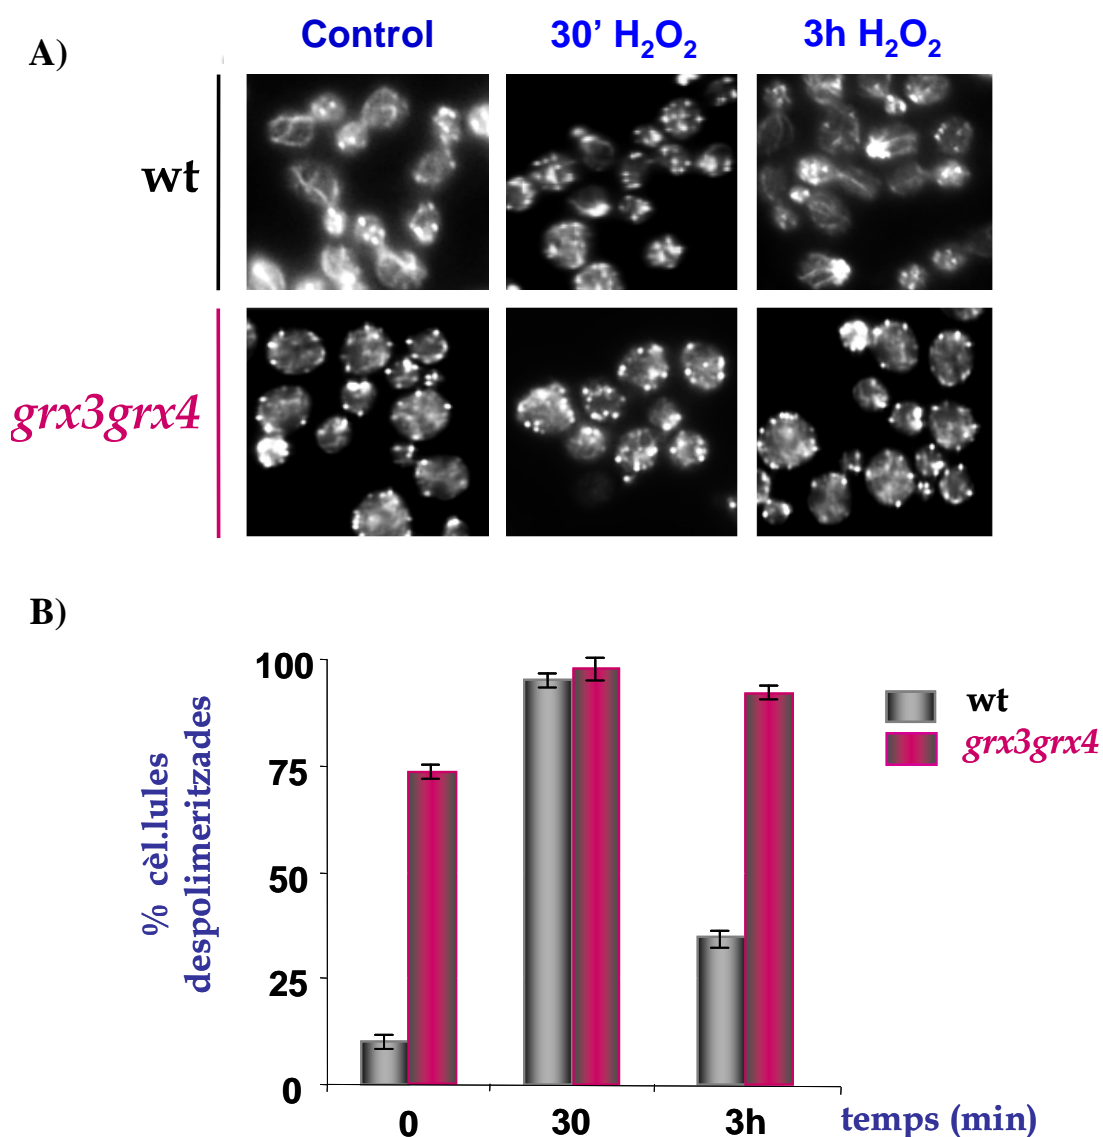 A)
Control 30’ H₂O₂ 3h H₂O₂
wt
grx3grx4
B)
% cèl.lules
despolimeritzades
100
75
50
25
0
0 30 3h temps (min)
wt
grx3grx4